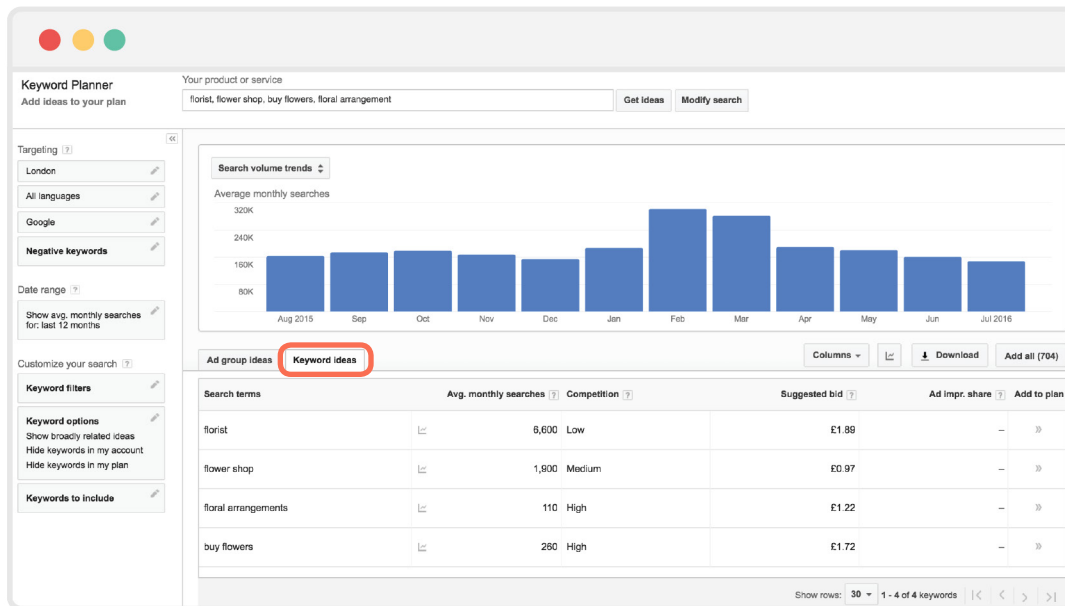 Keyword Planner
Add ideas to your plan
Your product or service
florist, flower shop, buy flowers, floral arrangement
Get ideas
Modify search
«
Targeting ?
London
All languages
Google
Negative keywords
Date range ?
Show avg. monthly searches
for: last 12 months
Customize your search ?
Keyword filters
Keyword options
Show broadly related ideas
Hide keywords in my account
Hide keywords in my plan
Keywords to include
Search volume trends
Average monthly searches
320K
240K
160K
80K
Aug 2015 Sep Oct Nov Dec Jan Feb Mar Apr May Jun Jul 2016
Ad group ideas Keyword ideas Columns Download Add all (704)
Search terms Avg. monthly searches ? Competition ? Suggested bid ? Ad impr. share ? Add to plan
florist 6,600 Low £1.89 – »
flower shop 1,900 Medium £0.97 – »
floral arrangements 110 High £1.22 – »
buy flowers 260 High £1.72 – »
Show rows: 30 1 - 4 of 4 keywords |< < > >|